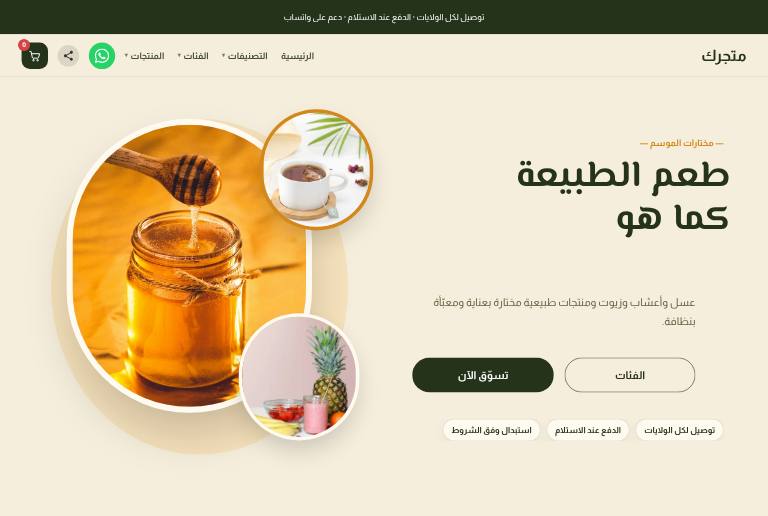 توصيل لكل الولايات · الدفع عند الاستلام · دعم على واتساب
متجرك
الرئيسية
التصنيفات
الفئات
المنتجات
0
— مختارات الموسم —
طعم الطبيعة
كما هو
عسل وأعشاب وزيوت ومنتجات طبيعية مختارة بعناية ومعبّأة
بنظافة.
الفئات
تسوّق الآن
توصيل لكل الولايات
الدفع عند الاستلام
استبدال وفق الشروط